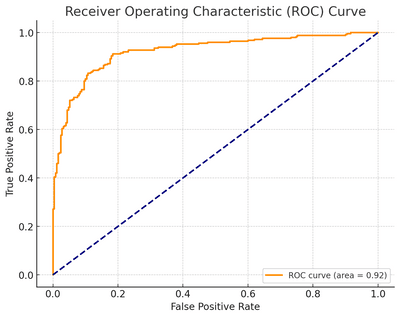 Receiver Operating Characteristic (ROC) Curve
1.0
0.8
0.6
0.4
0.2
0.0
True Positive Rate
ROC curve (area = 0.92)
0.0 0.2 0.4 0.6 0.8 1.0
False Positive Rate